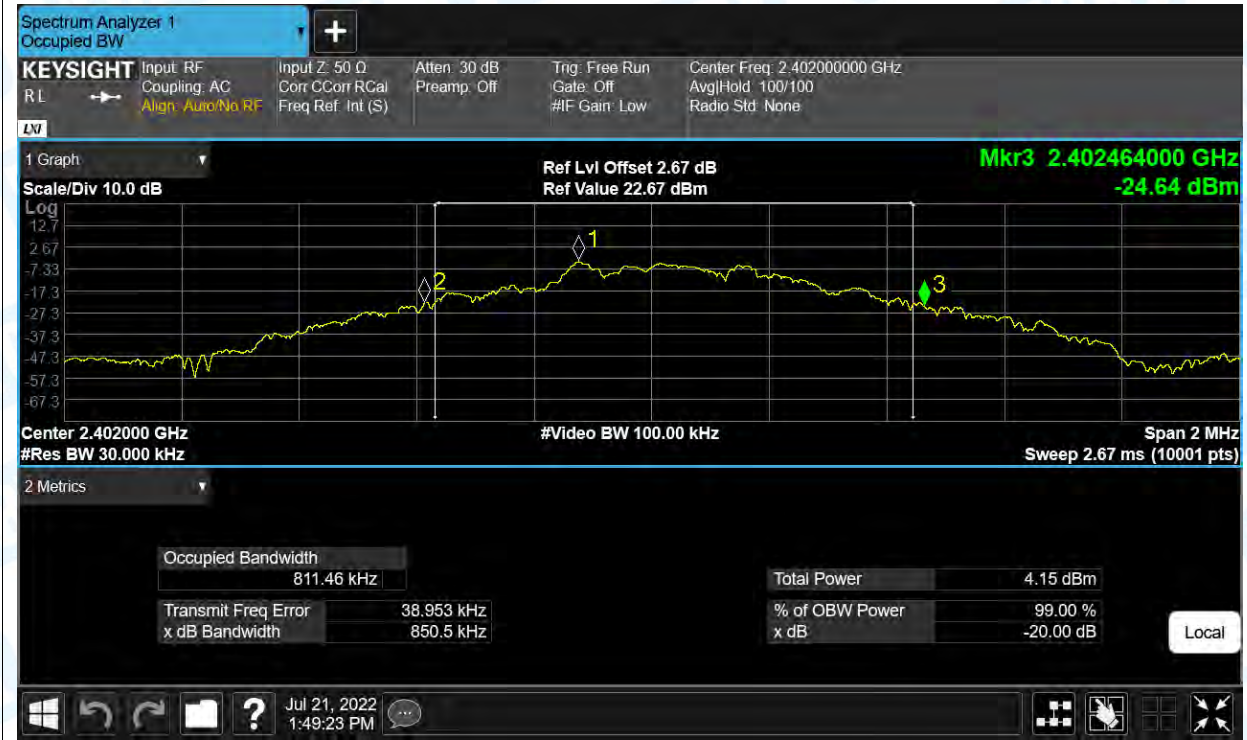 Spectrum Analyzer 1
Occupied BW
+
KEYSIGHT Input: RF Input Z: 50 Ω Atten: 30 dB Trig: Free Run Center Freq: 2.402000000 GHz
R L Coupling: AC Corr CCorr RCal Preamp: Off Gate: Off Avg|Hold: 100/100
Align: Auto/No RF Freq Ref: Int (S) #IF Gain: Low Radio Std: None
LXI
1 Graph Mkr3 2.402464000 GHz
Ref Lvl Offset 2.67 dB
Scale/Div 10.0 dB Ref Value 22.67 dBm -24.64 dBm
Log
12.7
2.67
-7.33
-17.3
-27.3
-37.3
-47.3
-57.3
-67.3
1
2
3
Center 2.402000 GHz #Video BW 100.00 kHz Span 2 MHz
#Res BW 30.000 kHz Sweep 2.67 ms (10001 pts)
2 Metrics
Occupied Bandwidth
811.46 kHz Total Power 4.15 dBm
Transmit Freq Error 38.953 kHz % of OBW Power 99.00 %
x dB Bandwidth 850.5 kHz x dB -20.00 dB
Local
? Jul 21, 2022
1:49:23 PM